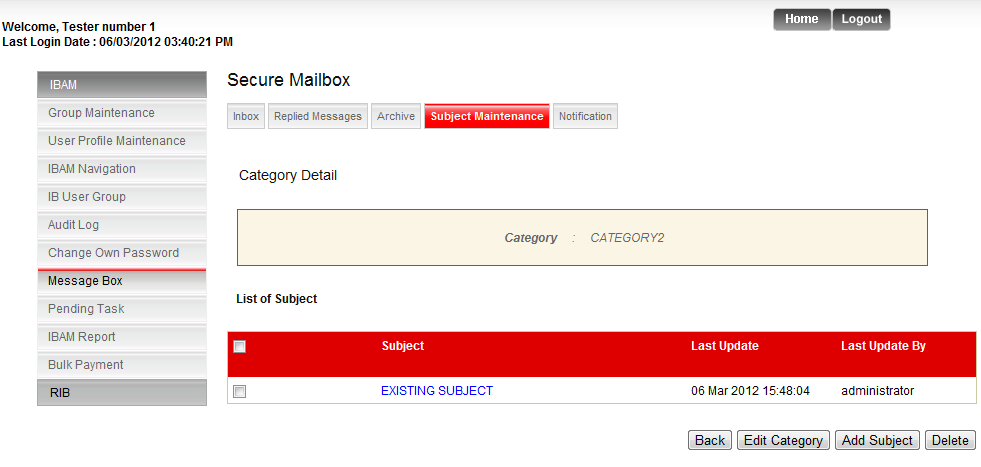 Home Logout
Welcome, Tester number 1
Last Login Date : 06/03/2012 03:40:21 PM
IBAM
Group Maintenance
User Profile Maintenance
IBAM Navigation
IB User Group
Audit Log
Change Own Password
Message Box
Pending Task
IBAM Report
Bulk Payment
RIB
Secure Mailbox
Inbox Replied Messages Archive Subject Maintenance Notification
Category Detail
Category : CATEGORY2
List of Subject
Subject Last Update Last Update By
EXISTING SUBJECT 06 Mar 2012 15:48:04 administrator
Back Edit Category Add Subject Delete